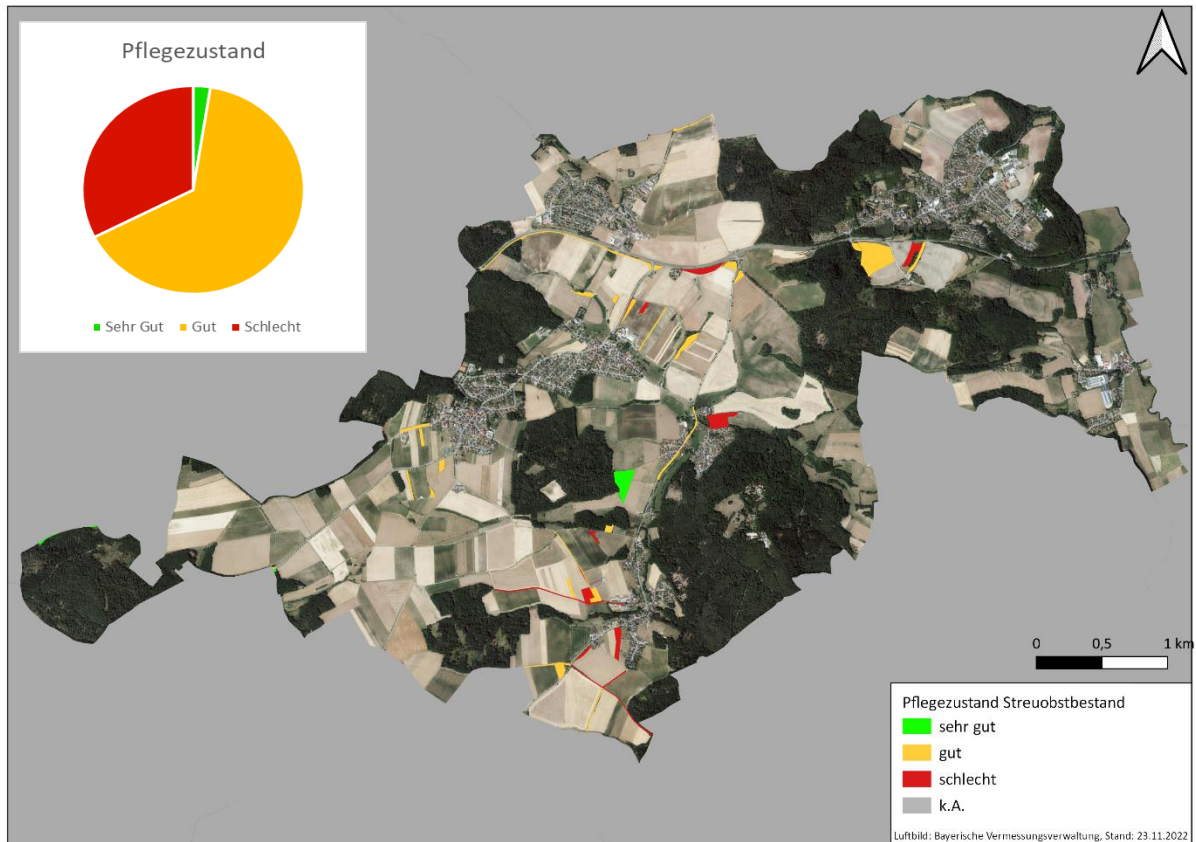 Pflegezustand
Sehr Gut Gut Schlecht
0 0,5 1 km
Pflegezustand Streuobstbestand
sehr gut
gut
schlecht
k.A.
Luftbild: Bayerische Vermessungsverwaltung, Stand: 23.11.2022